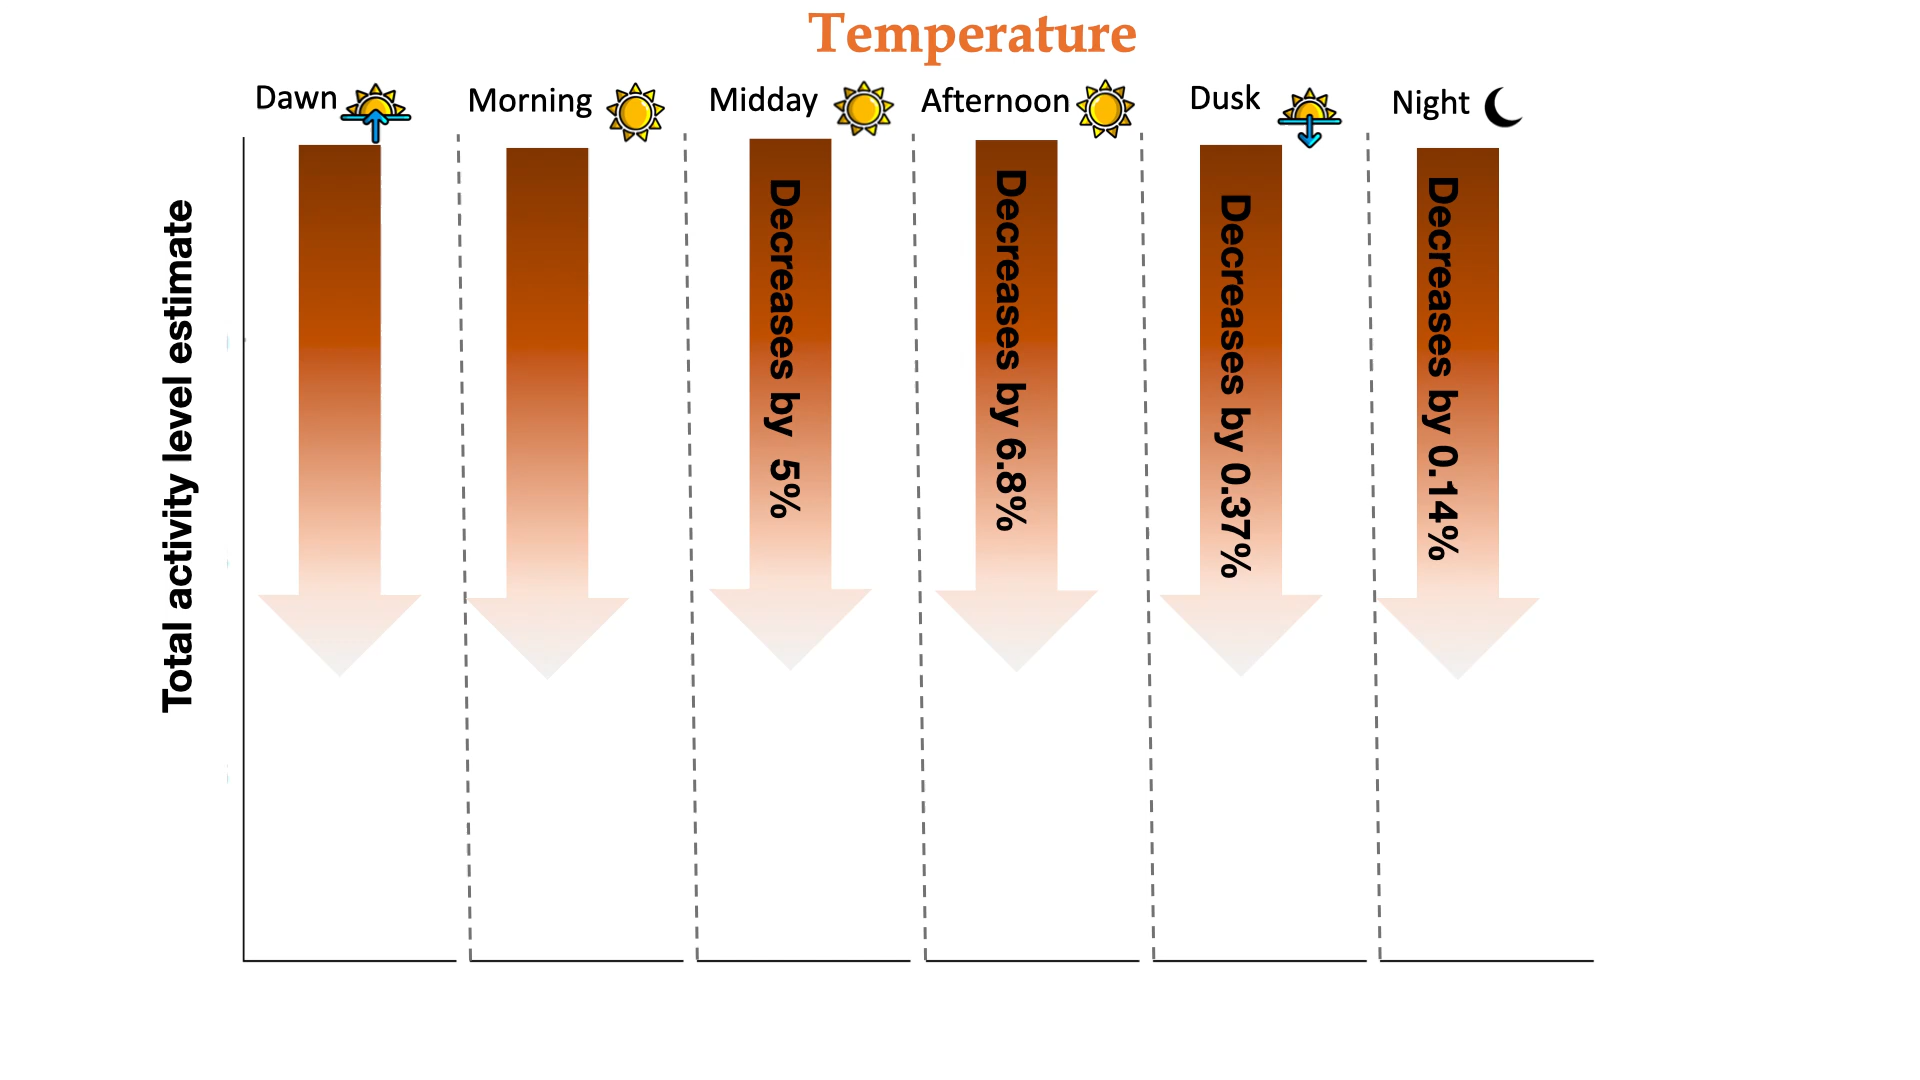 Temperature
Dawn
Morning
Midday
Afternoon
Dusk
Night
Total activity level estimate
Decreases by 5%
Decreases by 6.8%
Decreases by 0.37%
Decreases by 0.14%